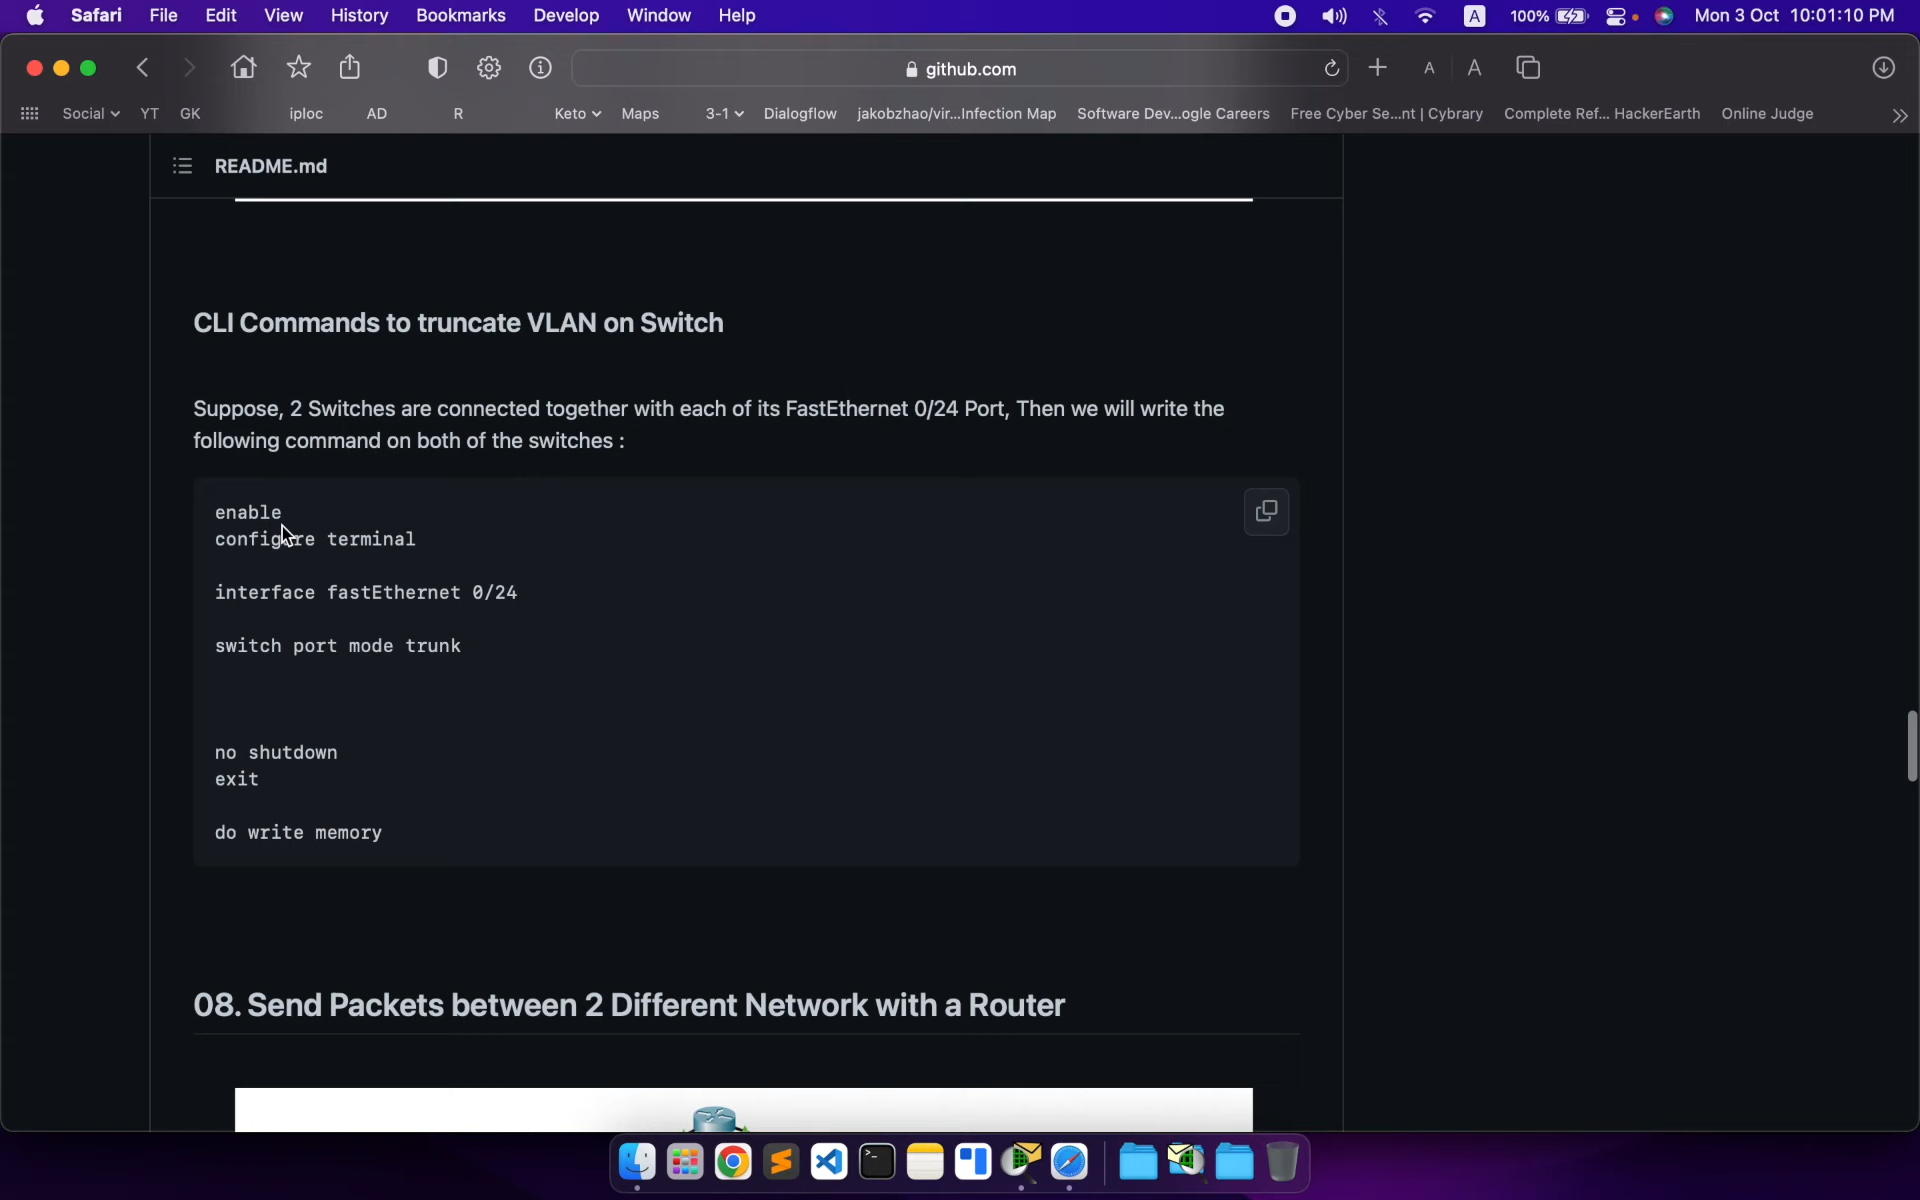 Safari File Edit View History Bookmarks Develop Window Help A 100% Mon 3 Oct 10:01:10 PM
github.com A A
Social YT GK iploc AD R Keto Maps 3-1 Dialogflow jakobzhao/vir...Infection Map Software Dev...ogle Careers Free Cyber Se...nt | Cybrary Complete Ref... HackerEarth Online Judge
README.md
CLI Commands to truncate VLAN on Switch
Suppose, 2 Switches are connected together with each of its FastEthernet 0/24 Port, Then we will write the
following command on both of the switches :
enable
configure terminal
interface fastEthernet 0/24
switch port mode trunk
no shutdown
exit
do write memory
08. Send Packets between 2 Different Network with a Router